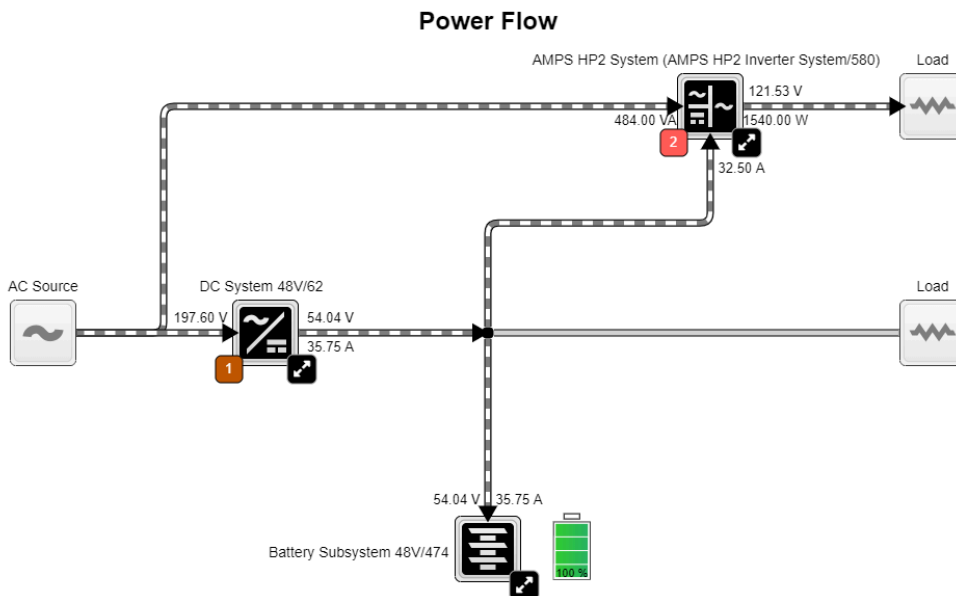 Power Flow
AMPS HP2 System (AMPS HP2 Inverter System/580)
Load
121.53 V
484.00 VA
1540.00 W
2
32.50 A
AC Source
DC System 48V/62
Load
197.60 V
54.04 V
35.75 A
1
54.04 V
35.75 A
Battery Subsystem 48V/474
100 %